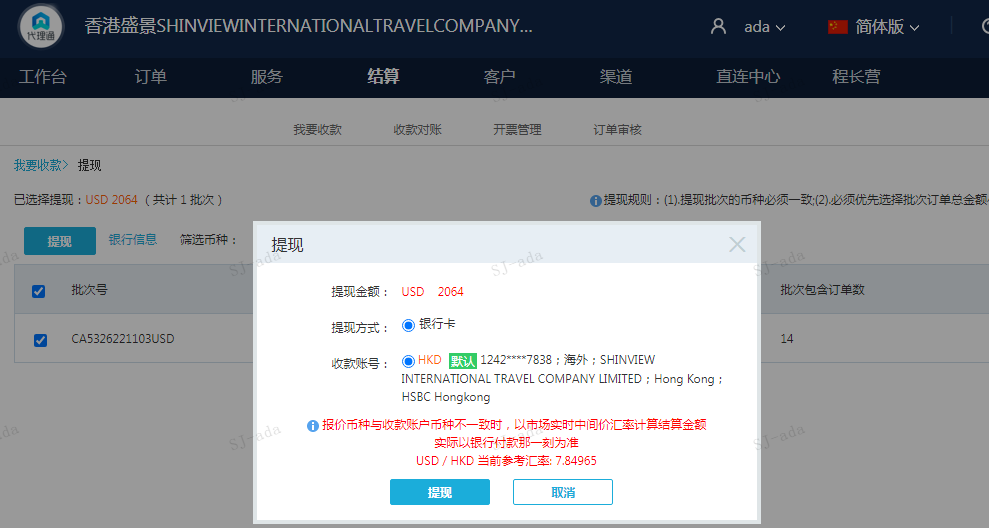 代理通
香港盛景SHINVIEWINTERNATIONALTRAVELCOMPANY...
ada
简体版
工作台
订单
服务
结算
客户
渠道
直连中心
程长营
我要收款
收款对账
开票管理
订单审核
我要收款> 提现
已选择提现：USD 2064 （ 共计 1 批次 ）
提现规则：(1).提现批次的币种必须一致;(2).必须优先选择批次订单总金额
提现
银行信息
筛选币种：
批次号
批次包含订单数
CA5326221103USD
14
提现
提现金额： USD 2064
提现方式： 银行卡
收款账号： HKD 默认 1242****7838；海外；SHINVIEW
INTERNATIONAL TRAVEL COMPANY LIMITED；Hong Kong；
HSBC Hongkong
报价币种与收款账户币种不一致时，以市场实时中间价汇率计算结算金额
实际以银行付款那一刻为准
USD / HKD 当前参考汇率: 7.84965
提现
取消
SJ-ada
SJ-ada
SJ-ada
SJ-ada
SJ-ada